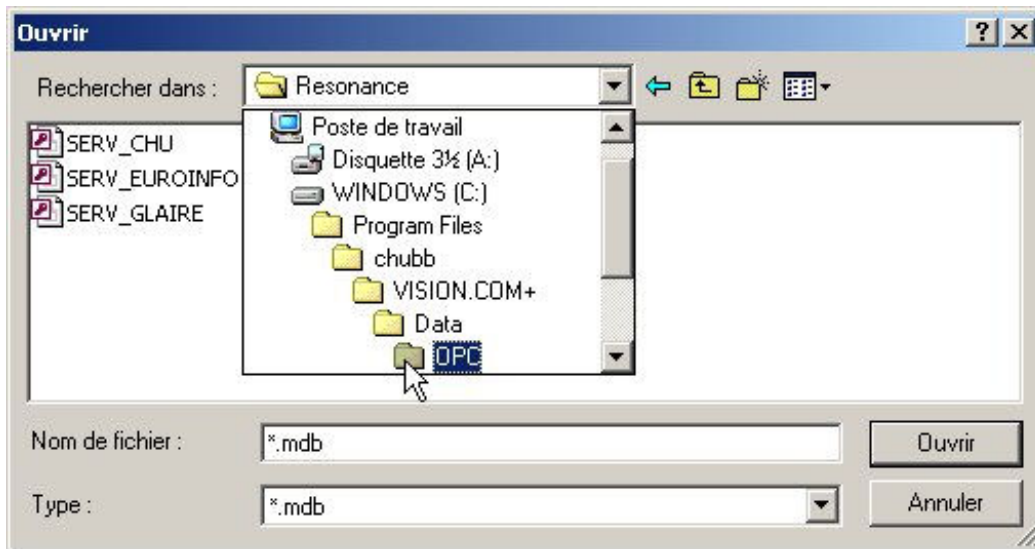 Ouvrir
Rechercher dans :
Resonance
SERV_CHU
SERV_EUROINFO
SERV_GLAIRE
Poste de travail
Disquette 3½ (A:)
WINDOWS (C:)
Program Files
chubb
VISION.COM+
Data
OPC
Nom de fichier :
*.mdb
Ouvrir
Type :
*.mdb
Annuler